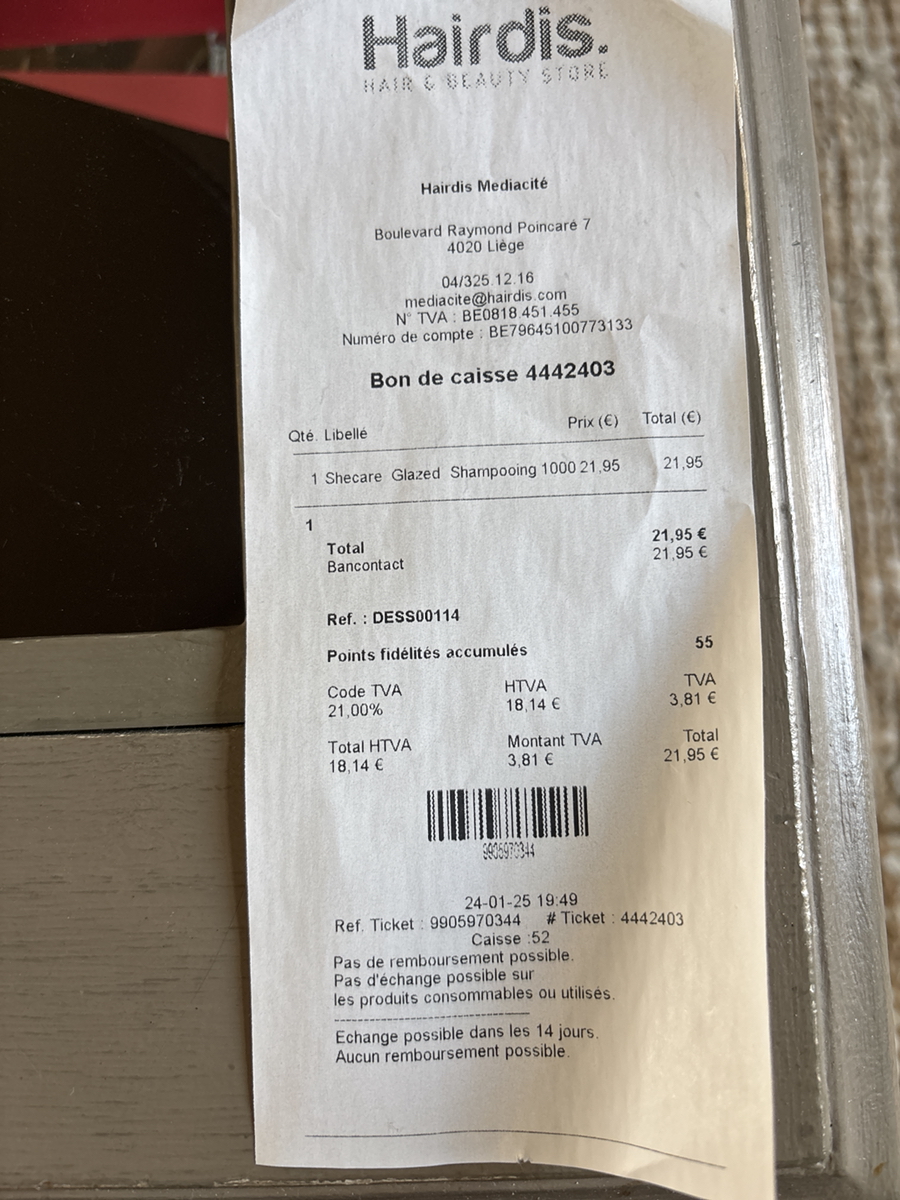 Hairdis.
HAIR & BEAUTY STORE
Hairdis Mediacité
Boulevard Raymond Poincaré 7
4020 Liège
04/325.12.16
mediacite@hairdis.com
N° TVA : BE0818.451.455
Numéro de compte : BE79645100773133
Bon de caisse 4442403
Qté. Libellé Prix (€) Total (€)
1 Shecare Glazed Shampooing 1000 21,95 21,95
1
Total 21,95 €
Bancontact 21,95 €
Ref. : DESS00114
Points fidélités accumulés 55
Code TVA HTVA TVA
21,00% 18,14 € 3,81 €
Total HTVA Montant TVA Total
18,14 € 3,81 € 21,95 €
9905970344
24-01-25 19:49
Ref. Ticket : 9905970344 # Ticket : 4442403
Caisse :52
Pas de remboursement possible.
Pas d'échange possible sur
les produits consommables ou utilisés.
Echange possible dans les 14 jours.
Aucun remboursement possible.